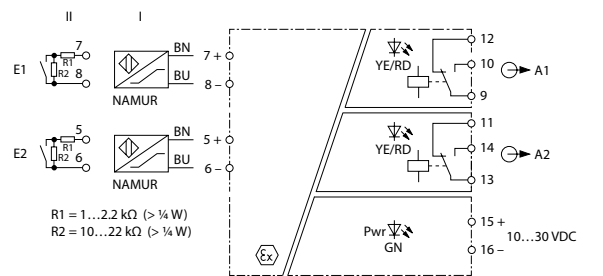 II I
12
7
R1
R2
8
E1
BN
7 +
BU
8 –
NAMUR
YE/RD
10
A1
9
11
5
R1
R2
6
E2
BN
5 +
BU
6 –
NAMUR
YE/RD
14
A2
13
R1 = 1…2.2 kΩ (> ¼ W)
R2 = 10…22 kΩ (> ¼ W)
εx
Pwr
GN
15 +
16 –
10…30 VDC